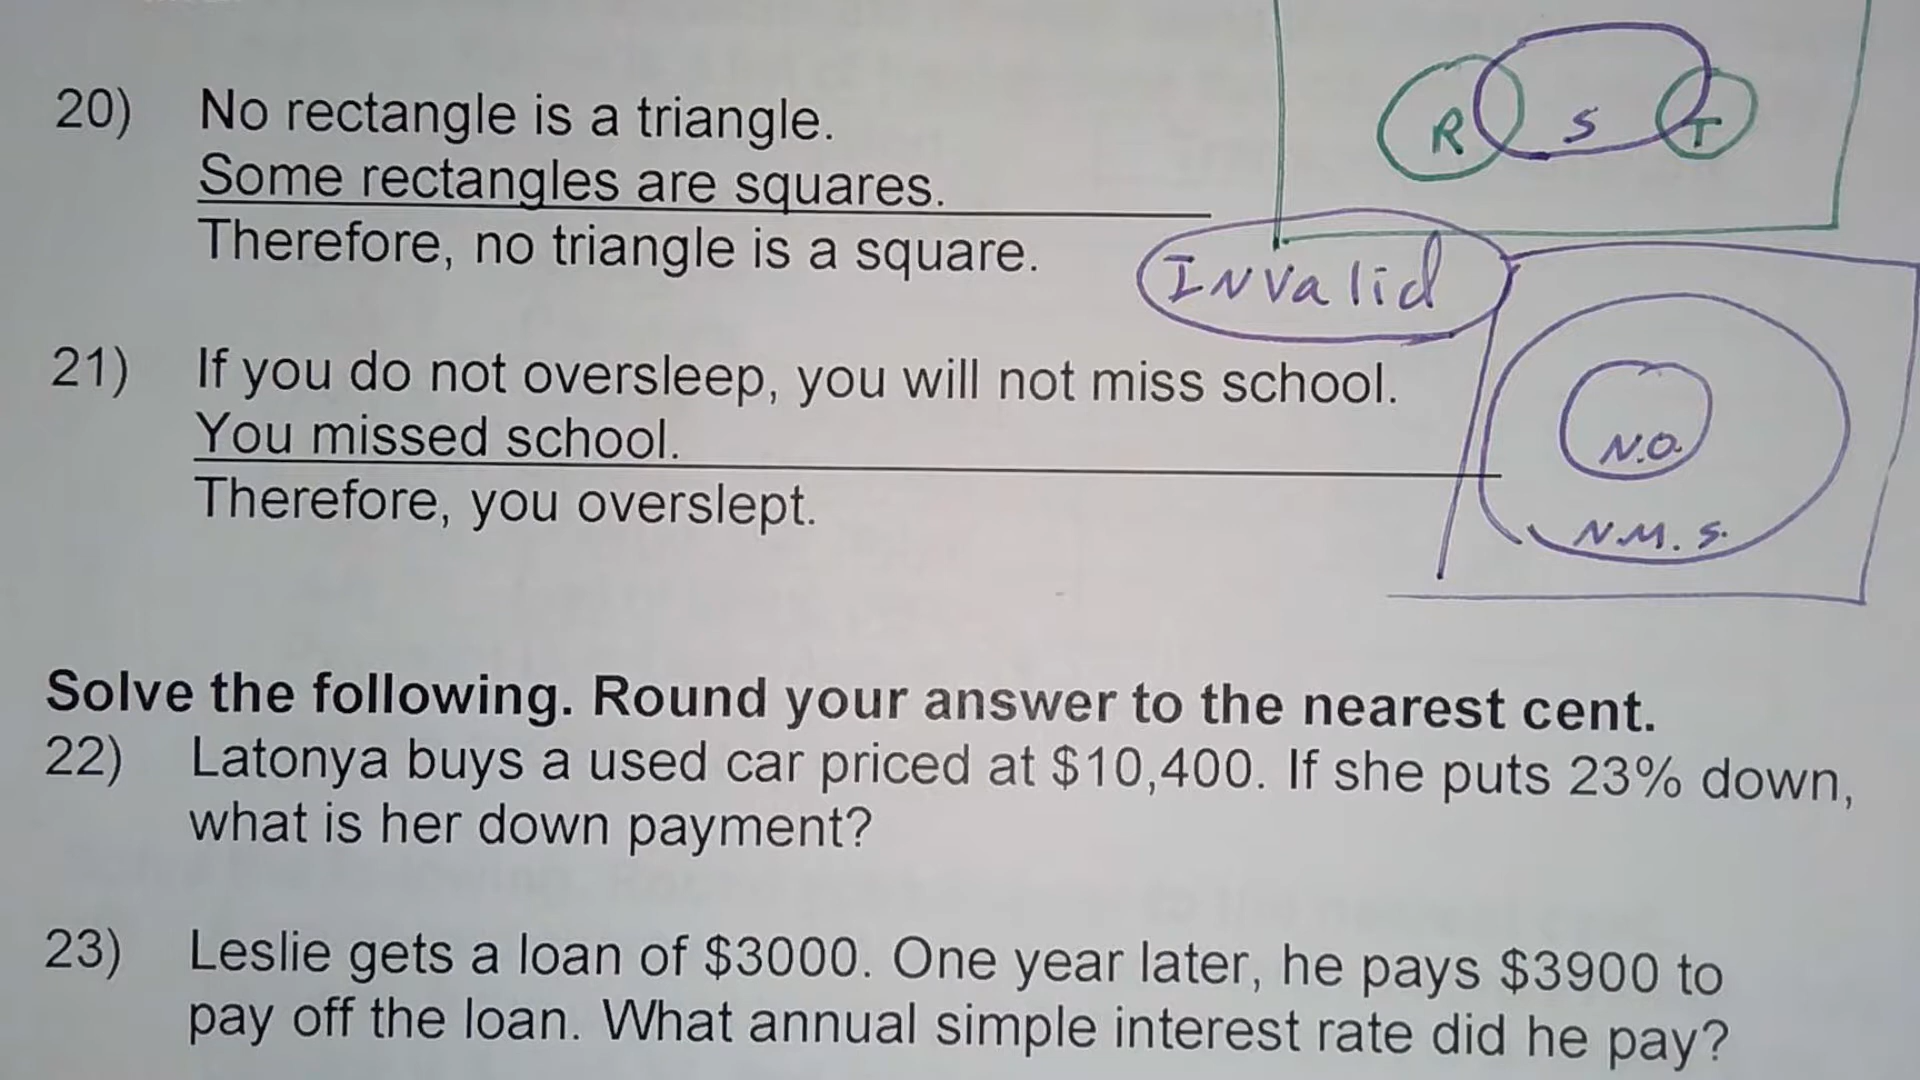 20) No rectangle is a triangle.
Some rectangles are squares.
Therefore, no triangle is a square.
R S T
Invalid
21) If you do not oversleep, you will not miss school.
You missed school.
Therefore, you overslept.
N.O.
N.M.S.
Solve the following. Round your answer to the nearest cent.
22) Latonya buys a used car priced at $10,400. If she puts 23% down,
what is her down payment?
23) Leslie gets a loan of $3000. One year later, he pays $3900 to
pay off the loan. What annual simple interest rate did he pay?